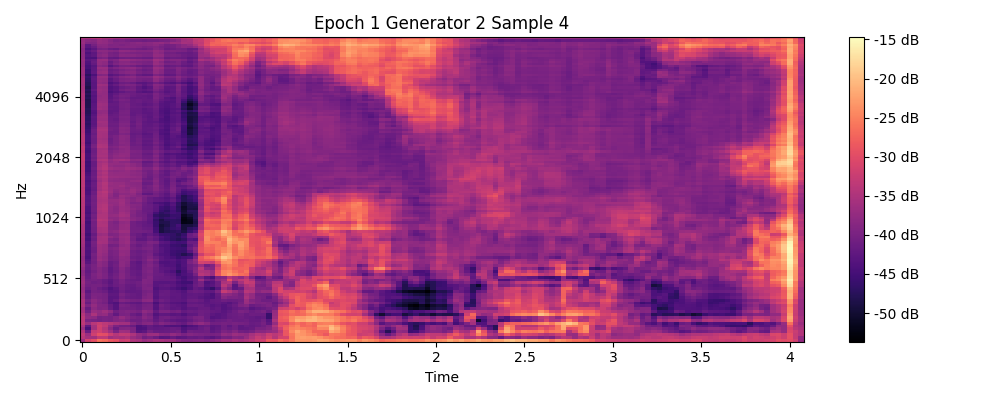 Epoch 1 Generator 2 Sample 4
Hz
4096
2048
1024
512
0
0 0.5 1 1.5 2 2.5 3 3.5 4
Time
-15 dB
-20 dB
-25 dB
-30 dB
-35 dB
-40 dB
-45 dB
-50 dB